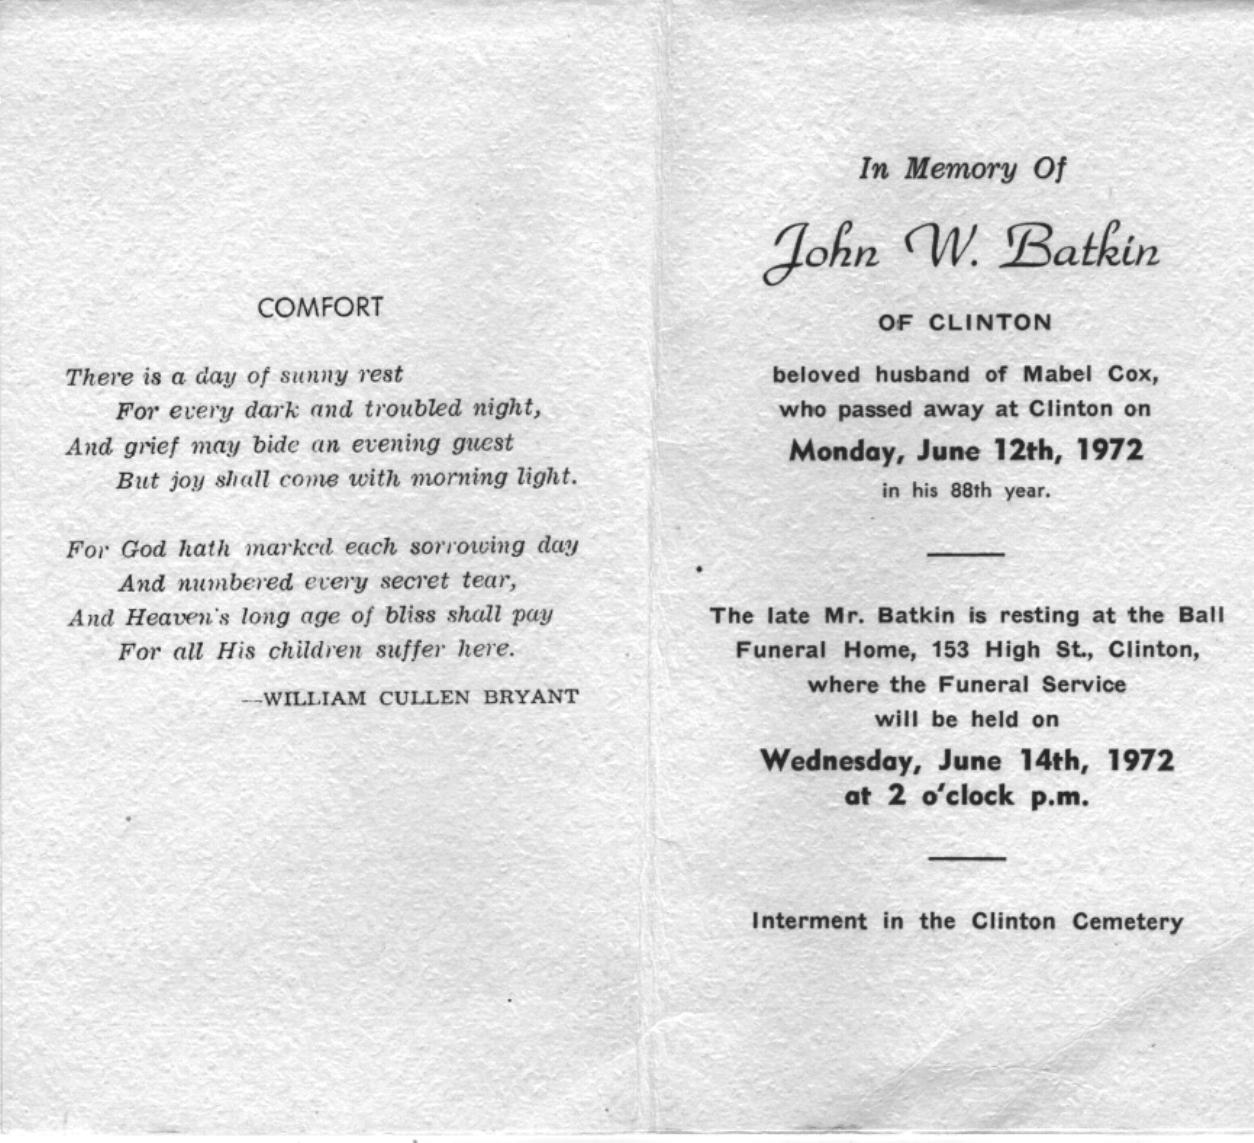 COMFORT
There is a day of sunny rest
For every dark and troubled night,
And grief may bide an evening guest
But joy shall come with morning light.
For God hath marked each sorrowing day
And numbered every secret tear,
And Heaven's long age of bliss shall pay
For all His children suffer here.
—WILLIAM CULLEN BRYANT
In Memory Of
John W. Batkin
OF CLINTON
beloved husband of Mabel Cox,
who passed away at Clinton on
Monday, June 12th, 1972
in his 88th year.
The late Mr. Batkin is resting at the Ball
Funeral Home, 153 High St., Clinton,
where the Funeral Service
will be held on
Wednesday, June 14th, 1972
at 2 o'clock p.m.
Interment in the Clinton Cemetery